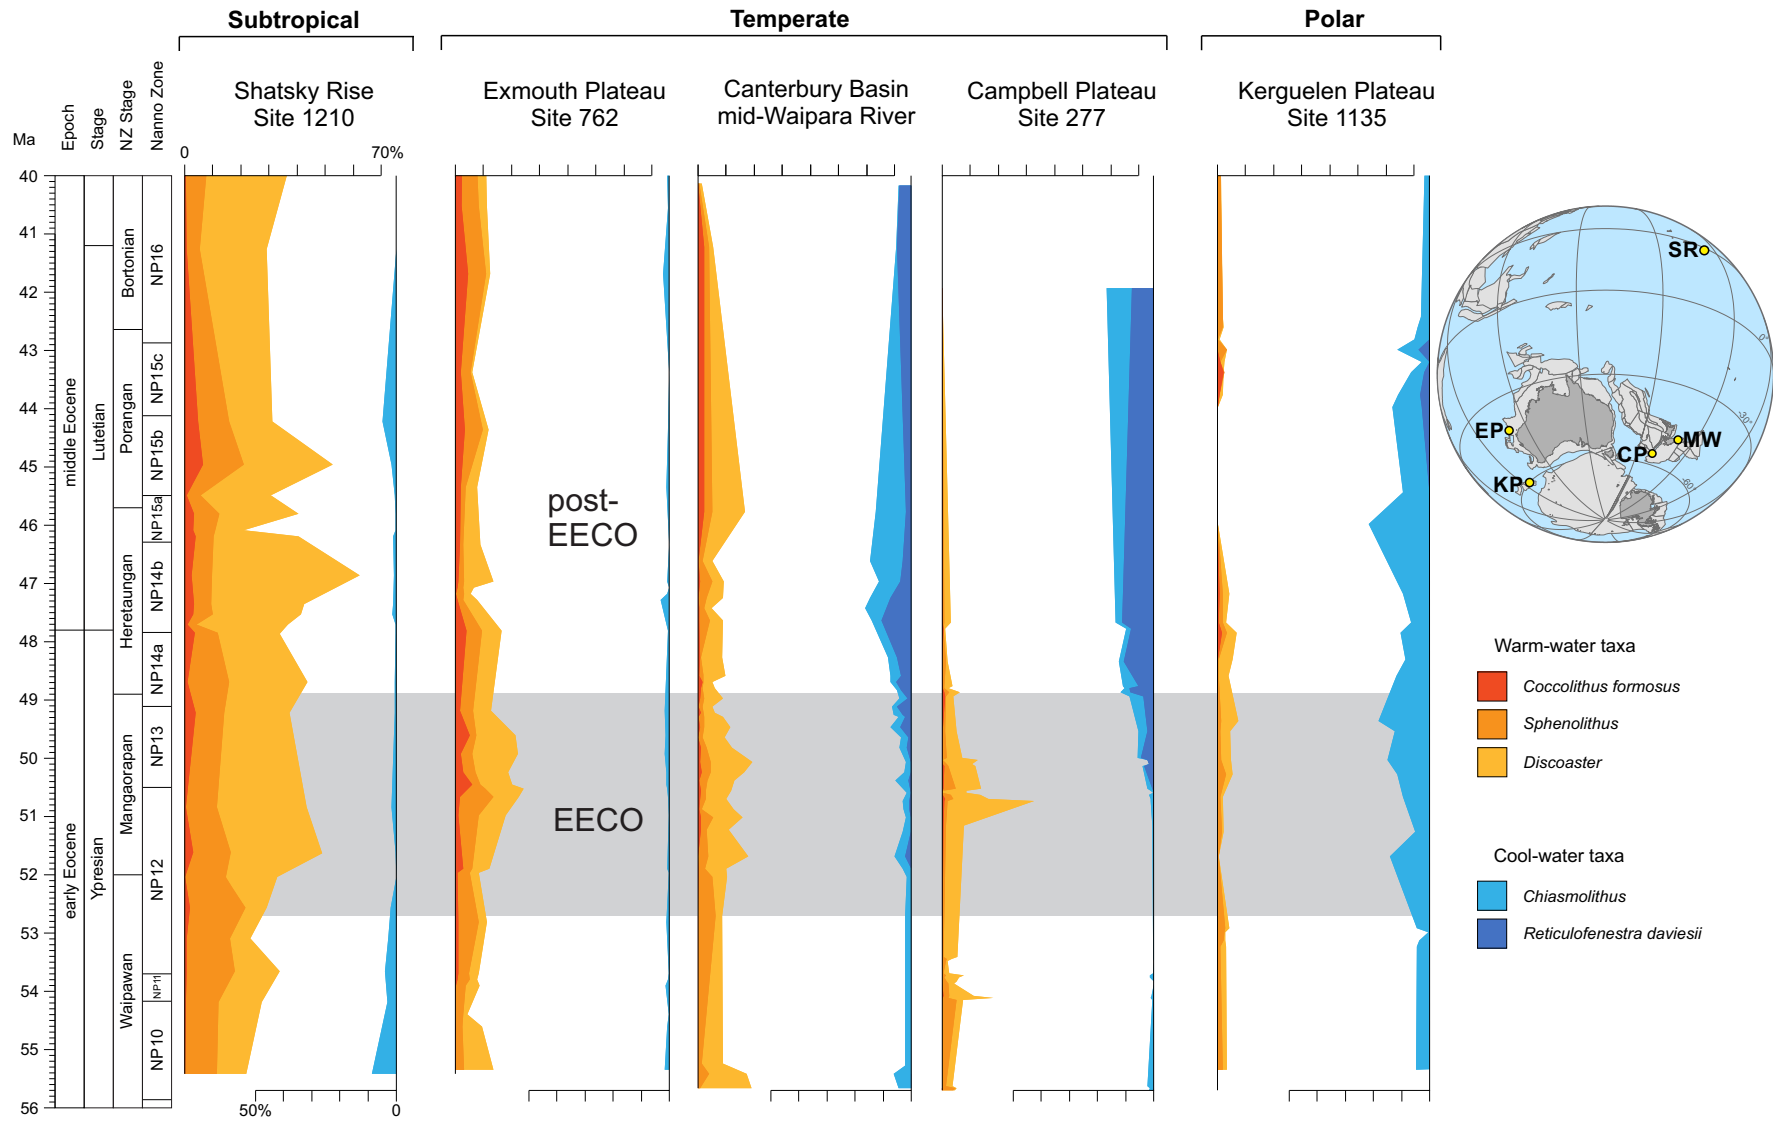 Subtropical
Temperate
Polar
Shatsky Rise
Site 1210
Exmouth Plateau
Site 762
Canterbury Basin
mid-Waipara River
Campbell Plateau
Site 277
Kerguelen Plateau
Site 1135
Ma
Epoch
Stage
NZ Stage
Nanno Zone
0
70%
40
41
42
43
44
45
46
47
48
49
50
51
52
53
54
55
56
middle Eocene
early Eocene
Lutetian
Ypresian
Bortonian
Porangan
Heretaungan
Mangaorapan
Waipawan
NP16
NP15c
NP15b
NP15a
NP14b
NP14a
NP13
NP12
NP11
NP10
50%
0
post-
EECO
EECO
SR
EP
MW
CP
KP
0°
-30°
-60°
Warm-water taxa
Coccolithus formosus
Sphenolithus
Discoaster
Cool-water taxa
Chiasmolithus
Reticulofenestra daviesii